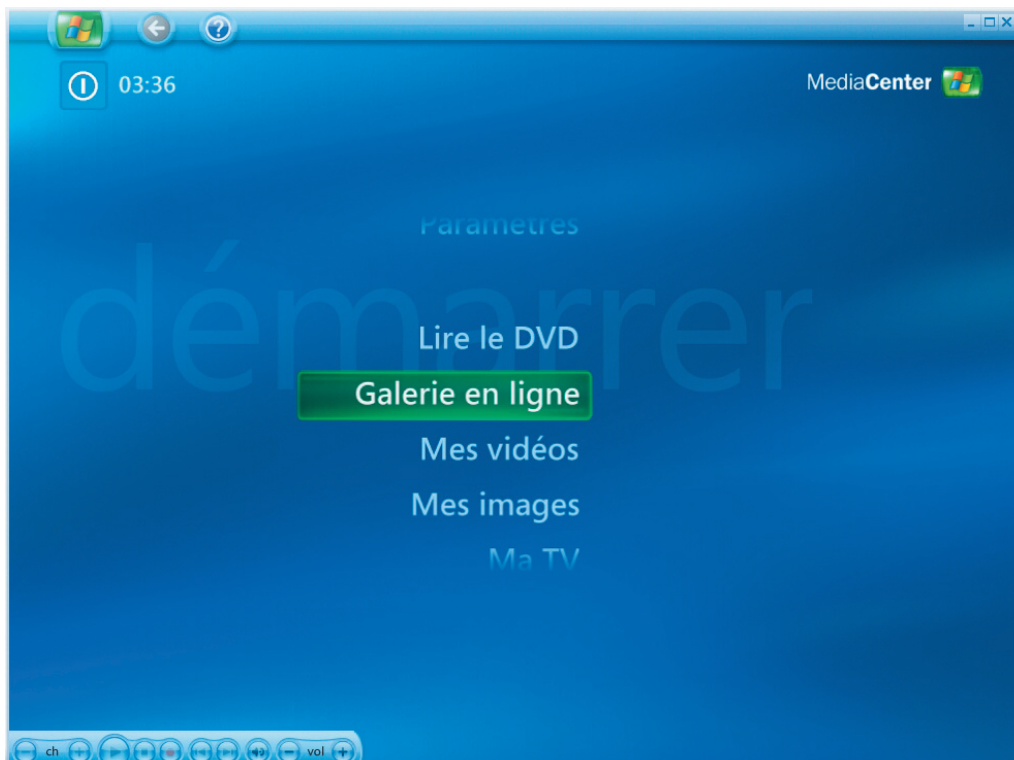 03:36
MediaCenter
démarrer
Paramètres
Lire le DVD
Galerie en ligne
Mes vidéos
Mes images
Ma TV
ch
vol